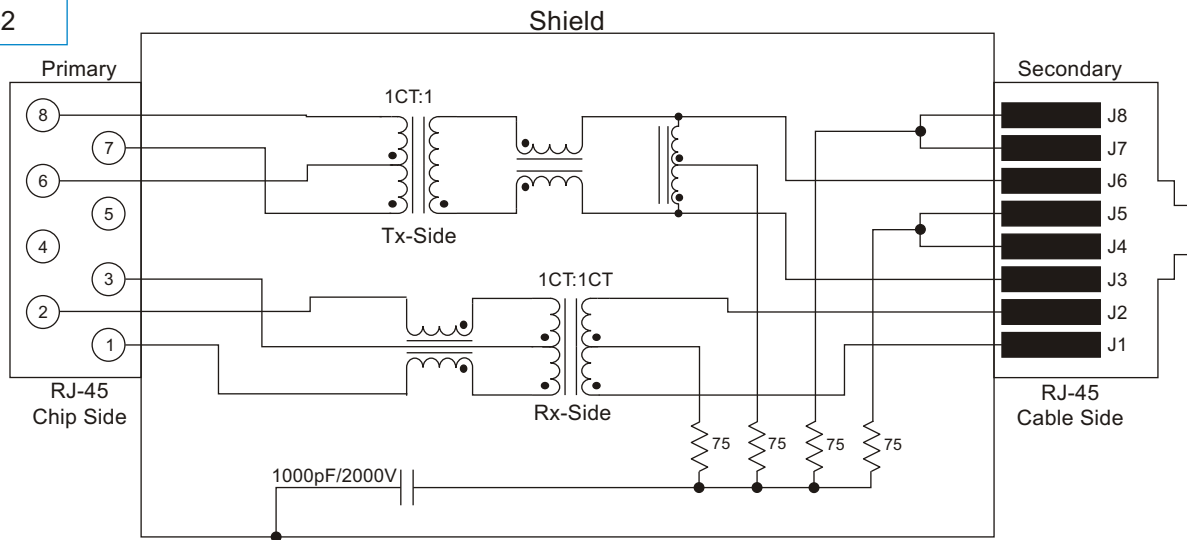 2
Shield
Primary
Secondary
8
7
6
5
4
3
2
1
1CT:1
Tx-Side
1CT:1CT
Rx-Side
J8
J7
J6
J5
J4
J3
J2
J1
RJ-45
Chip Side
RJ-45
Cable Side
75
75
75
75
1000pF/2000V